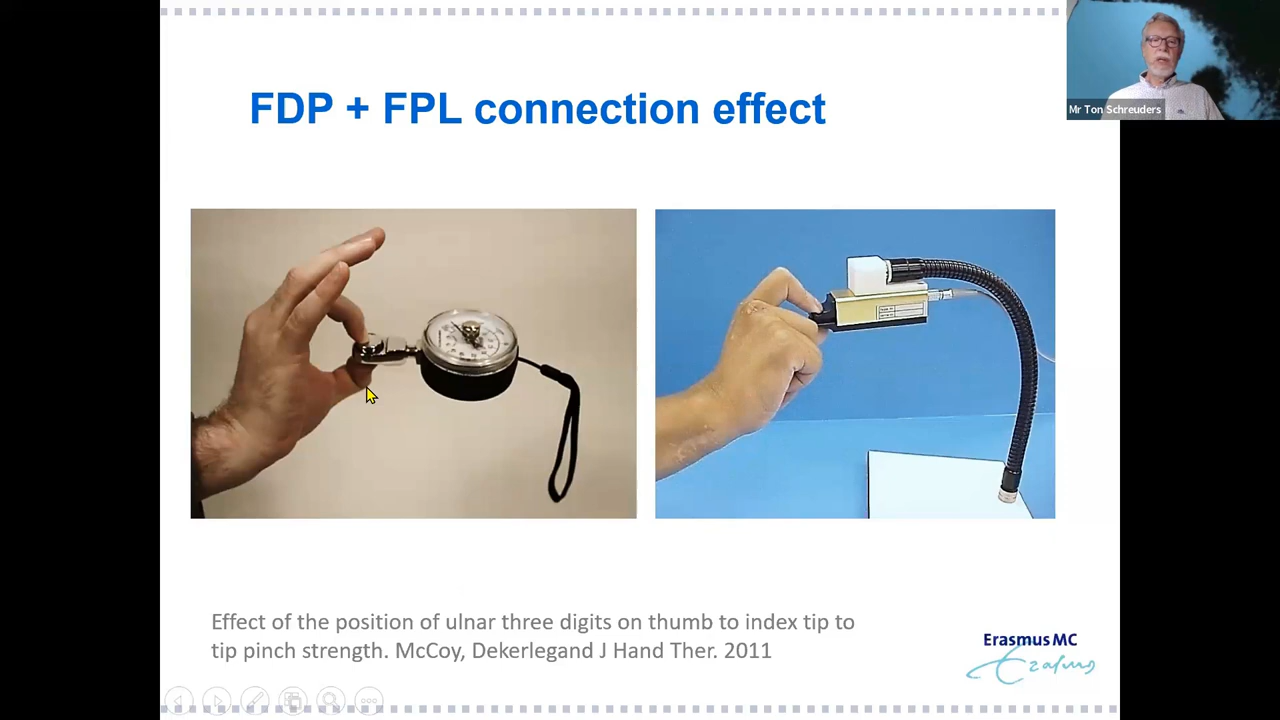 FDP + FPL connection effect
Mr Ton Schreuders
Effect of the position of ulnar three digits on thumb to index tip to
tip pinch strength. McCoy, Dekerlegand J Hand Ther. 2011
Erasmus MC
Erasmus